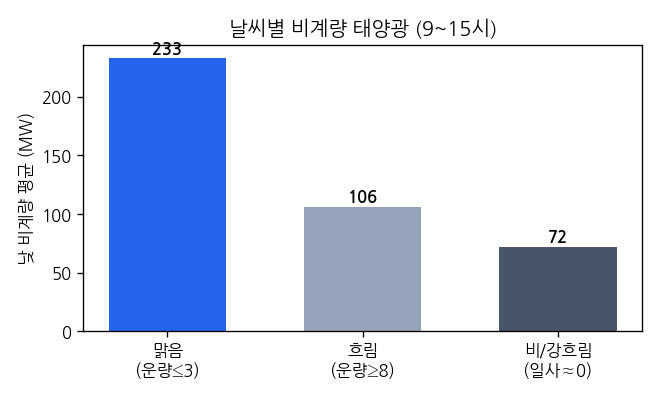 날씨별 비계량 태양광 (9~15시)
낮 비계량 평균 (MW)
233
106
72
200
150
100
50
0
맑음
(운량≤3)
흐림
(운량≥8)
비/강흐림
(일사≈0)